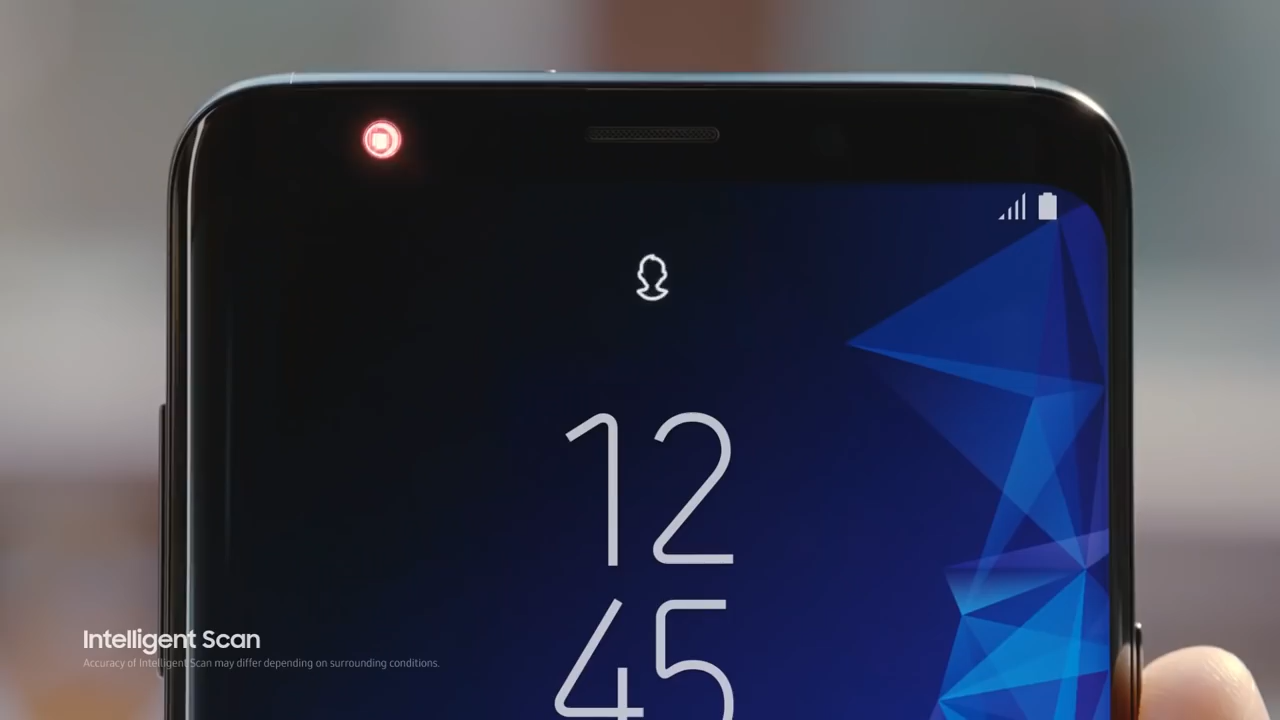 12
45
Intelligent Scan
Accuracy of Intelligent Scan may differ depending on surrounding conditions.